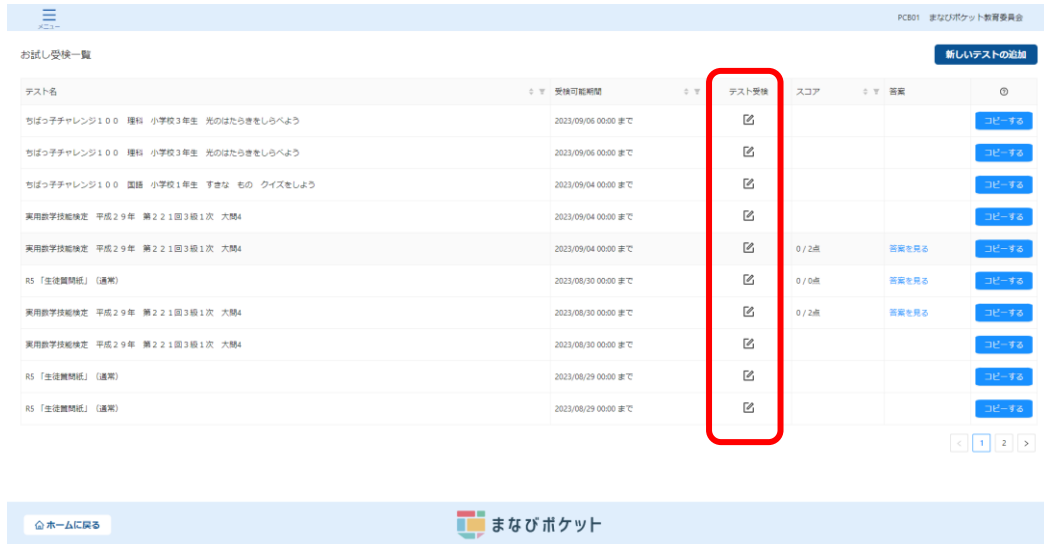 メニュー
PCB01 まなびポケット教育委員会
お試し受検一覧
新しいテストの追加
テスト名 受検可能期間 テスト受検 スコア 答案
ちばっ子チャレンジ１００ 理科 小学校３年生 光のはたらきをしらべよう 2023/09/06 00:00 まで コピーする
ちばっ子チャレンジ１００ 理科 小学校３年生 光のはたらきをしらべよう 2023/09/06 00:00 まで コピーする
ちばっ子チャレンジ１００ 国語 小学校１年生 すきな もの クイズをしよう 2023/09/04 00:00 まで コピーする
実用数学技能検定 平成２９年 第２２１回３級１次 大問4 2023/09/04 00:00 まで コピーする
実用数学技能検定 平成２９年 第２２１回３級１次 大問4 2023/09/04 00:00 まで 0 / 2点 答案を見る コピーする
R5 「生徒質問紙」（通常） 2023/08/30 00:00 まで 0 / 0点 答案を見る コピーする
実用数学技能検定 平成２９年 第２２１回３級１次 大問4 2023/08/30 00:00 まで 0 / 2点 答案を見る コピーする
実用数学技能検定 平成２９年 第２２１回３級１次 大問4 2023/08/30 00:00 まで コピーする
R5 「生徒質問紙」（通常） 2023/08/29 00:00 まで コピーする
R5 「生徒質問紙」（通常） 2023/08/29 00:00 まで コピーする
< 1 2 >
ホームに戻る
まなびポケット